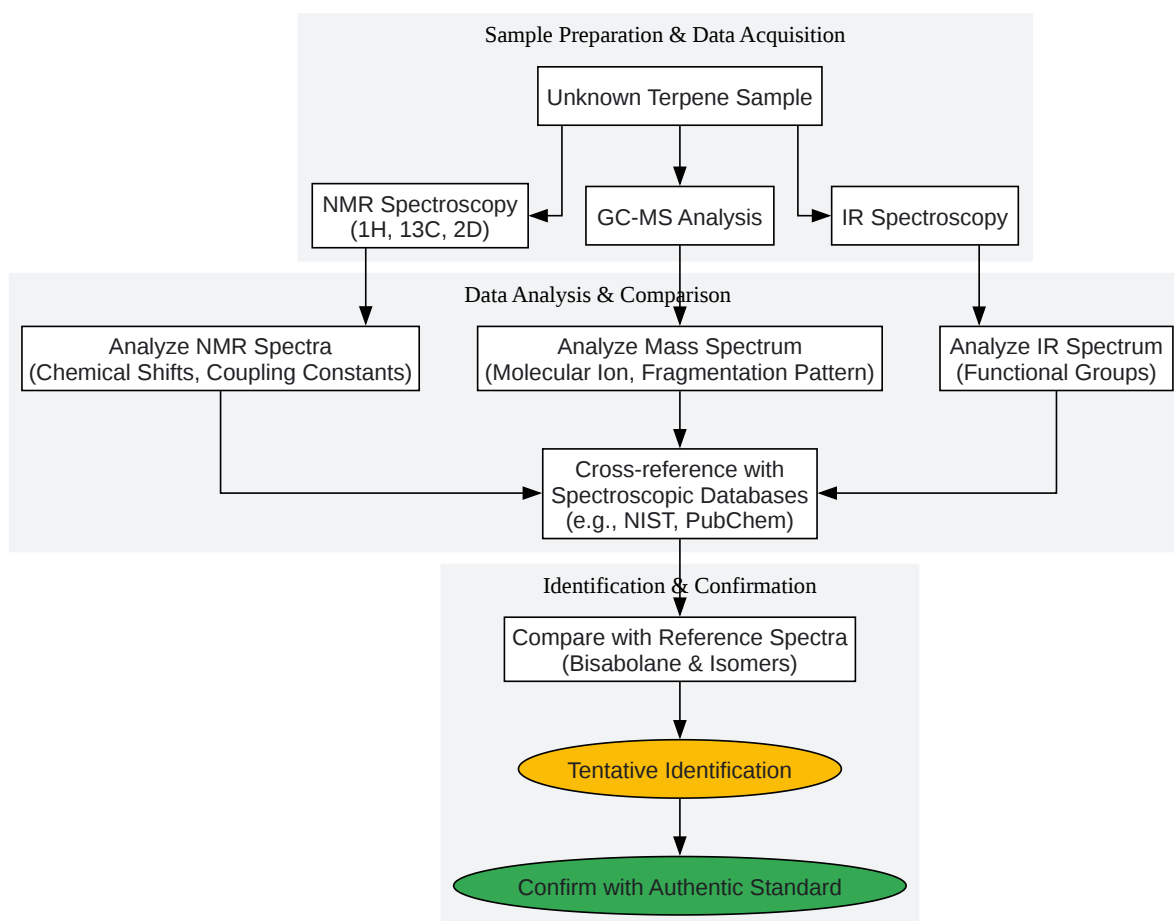 Sample Preparation & Data Acquisition
Unknown Terpene Sample
NMR Spectroscopy
(1H, 13C, 2D)
GC-MS Analysis
IR Spectroscopy
Data Analysis & Comparison
Analyze NMR Spectra
(Chemical Shifts, Coupling Constants)
Analyze Mass Spectrum
(Molecular Ion, Fragmentation Pattern)
Analyze IR Spectrum
(Functional Groups)
Cross-reference with
Spectroscopic Databases
(e.g., NIST, PubChem)
Identification & Confirmation
Compare with Reference Spectra
(Bisabolane & Isomers)
Tentative Identification
Confirm with Authentic Standard